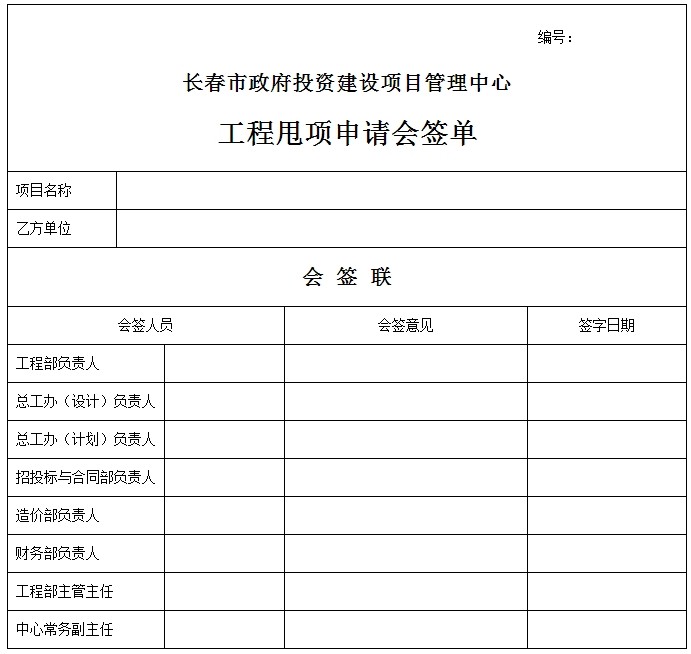 编号：
长春市政府投资建设项目管理中心
工程甩项申请会签单
项目名称
乙方单位
会 签 联
会签人员 会签意见 签字日期
工程部负责人
总工办（设计）负责人
总工办（计划）负责人
招投标与合同部负责人
造价部负责人
财务部负责人
工程部主管主任
中心常务副主任